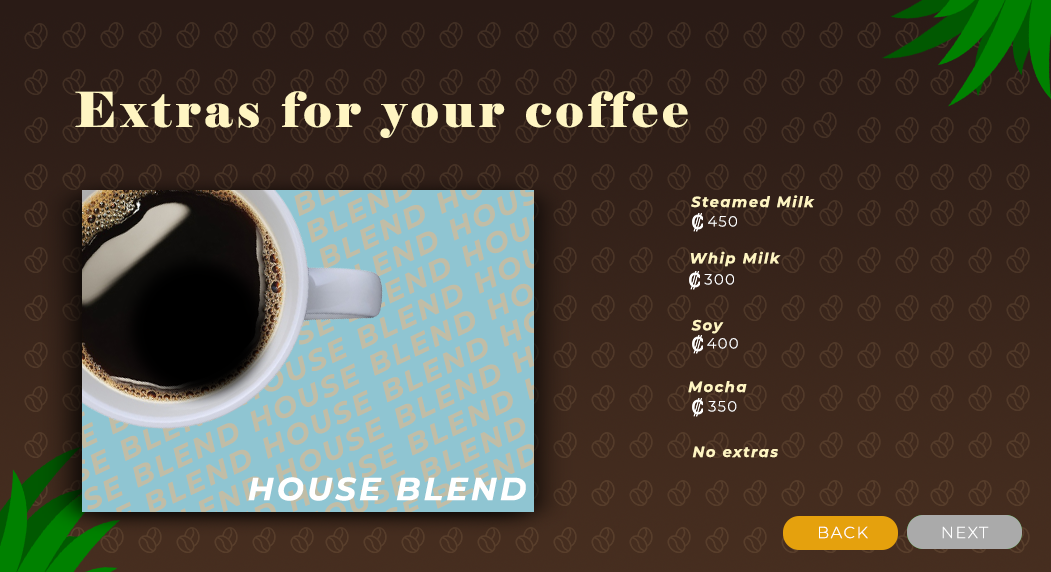 Extras for your coffee
HOUSE BLEND
Steamed Milk
₡ 450
Whip Milk
₡ 300
Soy
₡ 400
Mocha
₡ 350
No extras
BACK
NEXT